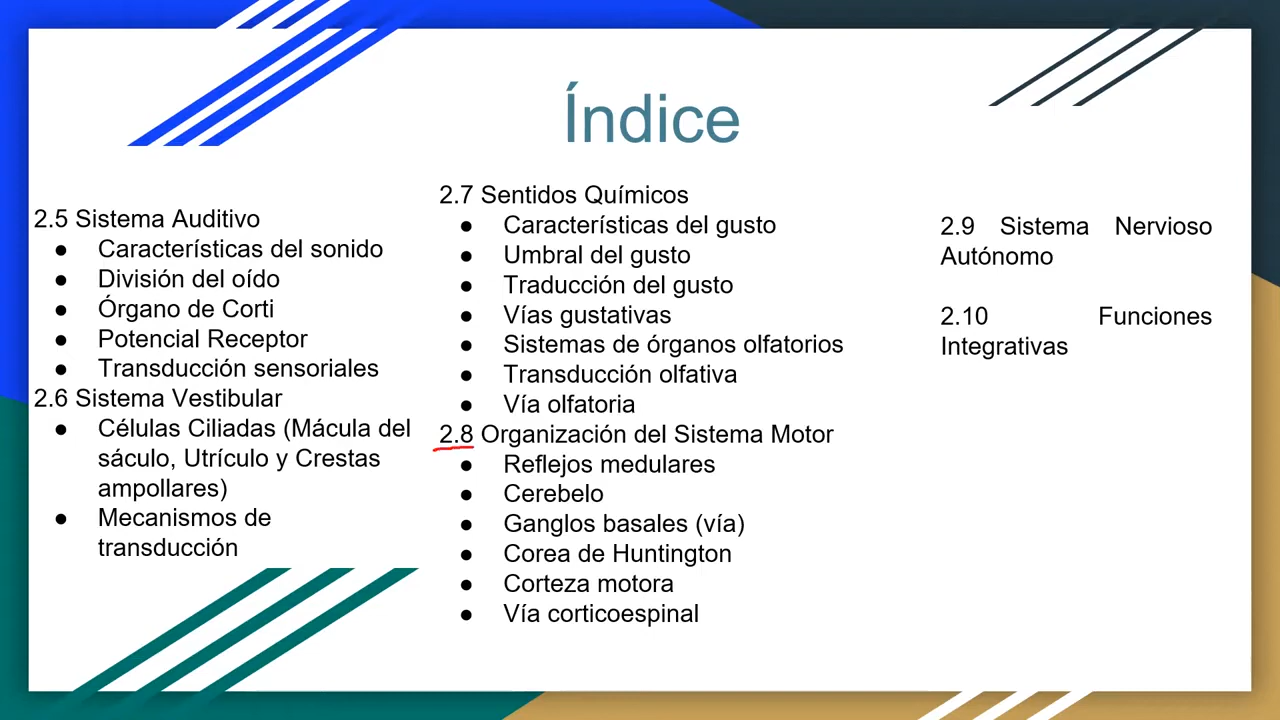 Índice
2.5 Sistema Auditivo
● Características del sonido
● División del oído
● Órgano de Corti
● Potencial Receptor
● Transducción sensoriales
2.6 Sistema Vestibular
● Células Ciliadas (Mácula del
sáculo, Utrículo y Crestas
ampollares)
● Mecanismos de
transducción
2.7 Sentidos Químicos
● Características del gusto
● Umbral del gusto
● Traducción del gusto
● Vías gustativas
● Sistemas de órganos olfatorios
● Transducción olfativa
● Vía olfatoria
2.8 Organización del Sistema Motor
● Reflejos medulares
● Cerebelo
● Ganglos basales (vía)
● Corea de Huntington
● Corteza motora
● Vía corticoespinal
2.9 Sistema Nervioso
Autónomo
2.10 Funciones
Integrativas